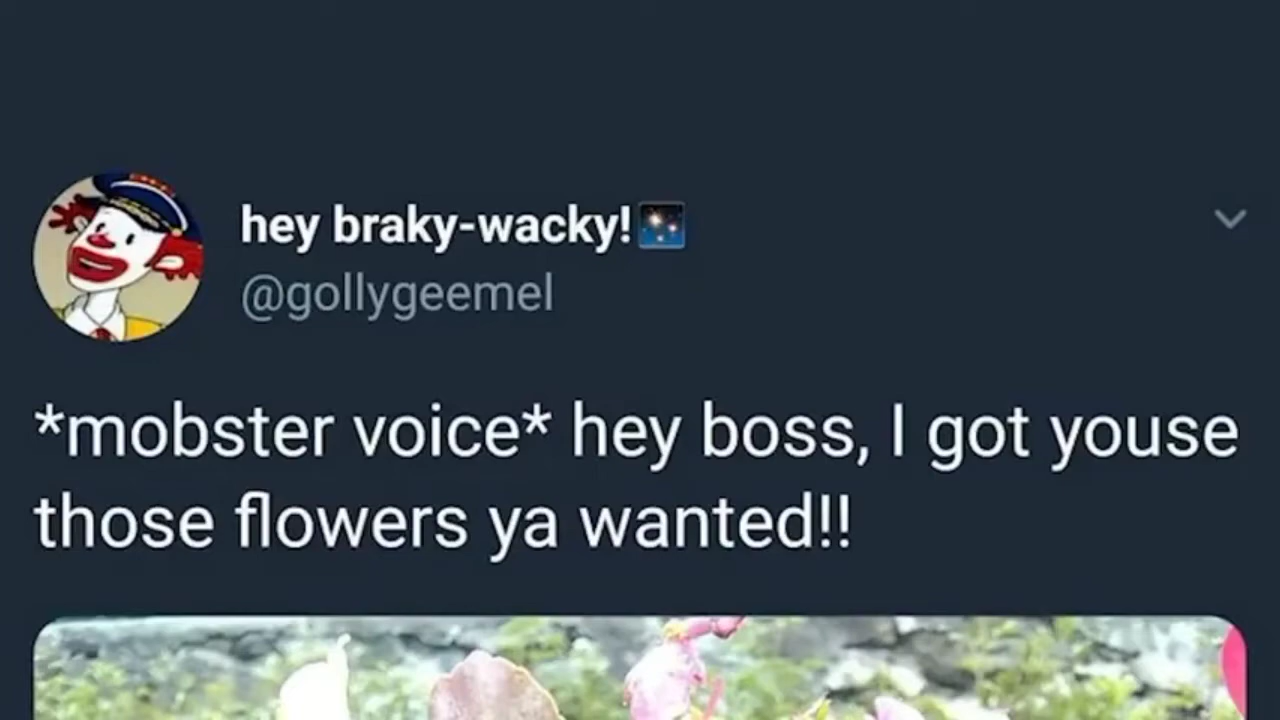 hey braky-wacky!🎆
@gollygeemel
*mobster voice* hey boss, I got youse
those flowers ya wanted!!